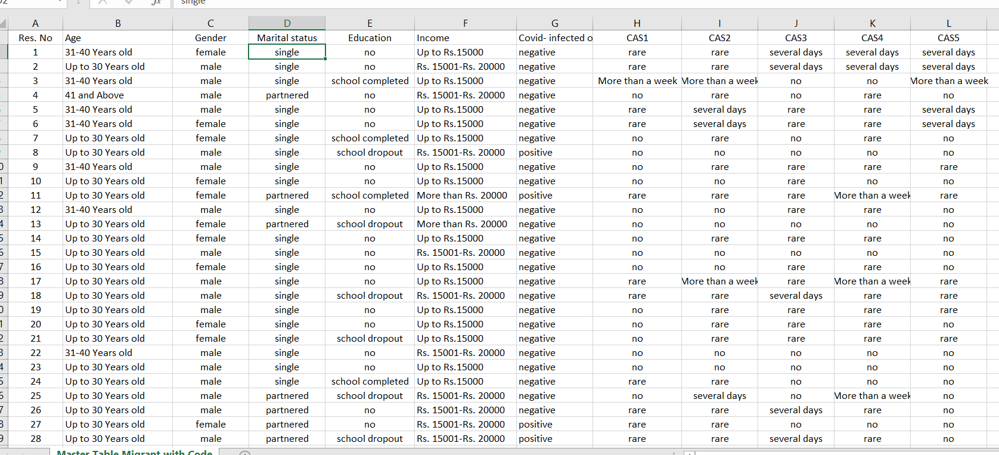 single
A B C D E F G H I J K L
Res. No Age Gender Marital status Education Income Covid- infected o CAS1 CAS2 CAS3 CAS4 CAS5
1 31-40 Years old female single no Up to Rs.15000 negative rare rare several days several days several days
2 Up to 30 Years old male single no Rs. 15001-Rs. 20000 negative rare rare several days several days several days
3 31-40 Years old male single school completed Up to Rs.15000 negative More than a week More than a week no no More than a week
4 41 and Above male partnered no Rs. 15001-Rs. 20000 negative no rare no rare no
5 31-40 Years old male single no Up to Rs.15000 negative rare several days rare rare several days
6 31-40 Years old female single no Up to Rs.15000 negative rare several days rare rare several days
7 Up to 30 Years old female single school completed Up to Rs.15000 negative no rare no rare no
8 Up to 30 Years old male single school dropout Rs. 15001-Rs. 20000 positive no no no no no
9 31-40 Years old male single no Up to Rs.15000 negative no rare rare rare rare
10 Up to 30 Years old female single no Up to Rs.15000 negative no no rare no no
11 Up to 30 Years old female partnered school completed More than Rs. 20000 positive rare rare rare More than a week rare
12 31-40 Years old male single no Up to Rs.15000 negative no no rare rare no
13 Up to 30 Years old female partnered school dropout More than Rs. 20000 negative no no no no no
14 Up to 30 Years old female single no Up to Rs.15000 negative no rare rare rare no
15 Up to 30 Years old male single no Rs. 15001-Rs. 20000 negative no no no no no
16 Up to 30 Years old female single no Up to Rs.15000 negative no no rare rare no
17 Up to 30 Years old male single no Up to Rs.15000 negative rare More than a week rare More than a week rare
18 Up to 30 Years old male single school dropout Rs. 15001-Rs. 20000 negative rare rare several days rare rare
19 Up to 30 Years old male single no Up to Rs.15000 negative no rare rare rare rare
20 Up to 30 Years old female single no Up to Rs.15000 negative no rare rare rare no
21 Up to 30 Years old female single school dropout Up to Rs.15000 negative no rare rare rare rare
22 31-40 Years old male single no Rs. 15001-Rs. 20000 negative no no no no no
23 Up to 30 Years old male single no Up to Rs.15000 negative no no no no no
24 Up to 30 Years old male single school completed Up to Rs.15000 negative rare rare no no no
25 Up to 30 Years old male partnered school dropout Rs. 15001-Rs. 20000 negative no several days no More than a week no
26 Up to 30 Years old male partnered no Rs. 15001-Rs. 20000 negative rare rare several days rare no
27 Up to 30 Years old female partnered no Rs. 15001-Rs. 20000 positive rare rare no no no
28 Up to 30 Years old male partnered school dropout Rs. 15001-Rs. 20000 positive rare rare several days rare no
Master Table Migrant with Code